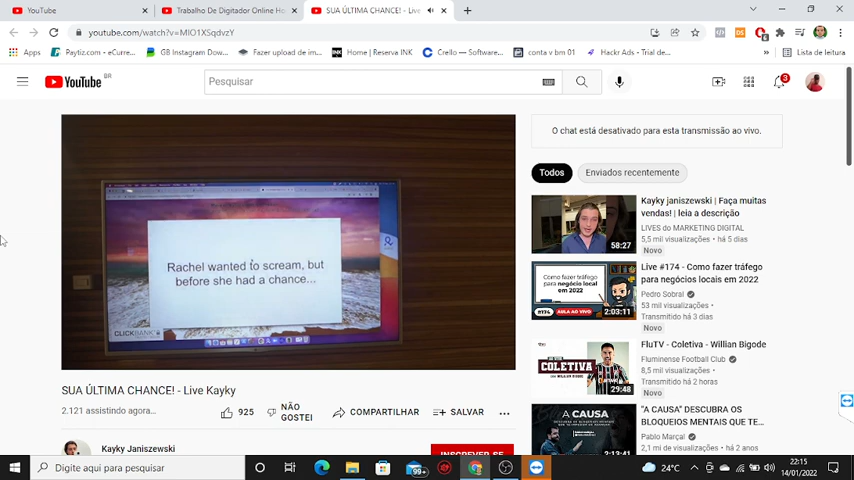 YouTube
Trabalho De Digitador Online Ho
SUA ÚLTIMA CHANCE! - Live
youtube.com/watch?v=MIO1XSqdvzY
Apps
Paytiz.com - eCurre...
GB Instagram Down...
Fazer upload de im...
Home | Reserva INK
Crello — Software...
conta v bm 01
Hackr Ads - Trial de...
»
Lista de leitura
YouTube BR
Pesquisar
3
Rachel wanted to scream, but
before she had a chance...
CLICKBANK
O chat está desativado para esta transmissão ao vivo.
Todos
Enviados recentemente
Kayky janiszewski | Faça muitas
vendas! | leia a descrição
LIVES do MARKETING DIGITAL
5,5 mil visualizações • há 5 dias
Novo
58:27
Live #174 - Como fazer tráfego
para negócio locais em 2022
Pedro Sobral
53 mil visualizações •
Transmitido há 3 dias
Novo
Como fazer tráfego para
negócio local
em 2022
#174 AULA AO VIVO
2:03:11
FluTV - Coletiva - Willian Bigode
Fluminense Football Club
8,5 mil visualizações •
Transmitido há 2 horas
Novo
COLETIVA
29:48
"A CAUSA" DESCUBRA OS
BLOQUEIOS MENTAIS QUE TE...
Pablo Marçal
2,1 mi de visualizações • há 2 anos
A CAUSA
2:13:41
SUA ÚLTIMA CHANCE! - Live Kayky
2.121 assistindo agora...
925
NÃO
GOSTEI
COMPARTILHAR
SALVAR
Kayky Janiszewski
INSCREVER-SE
Digite aqui para pesquisar
99+
24°C
22:15
14/01/2022